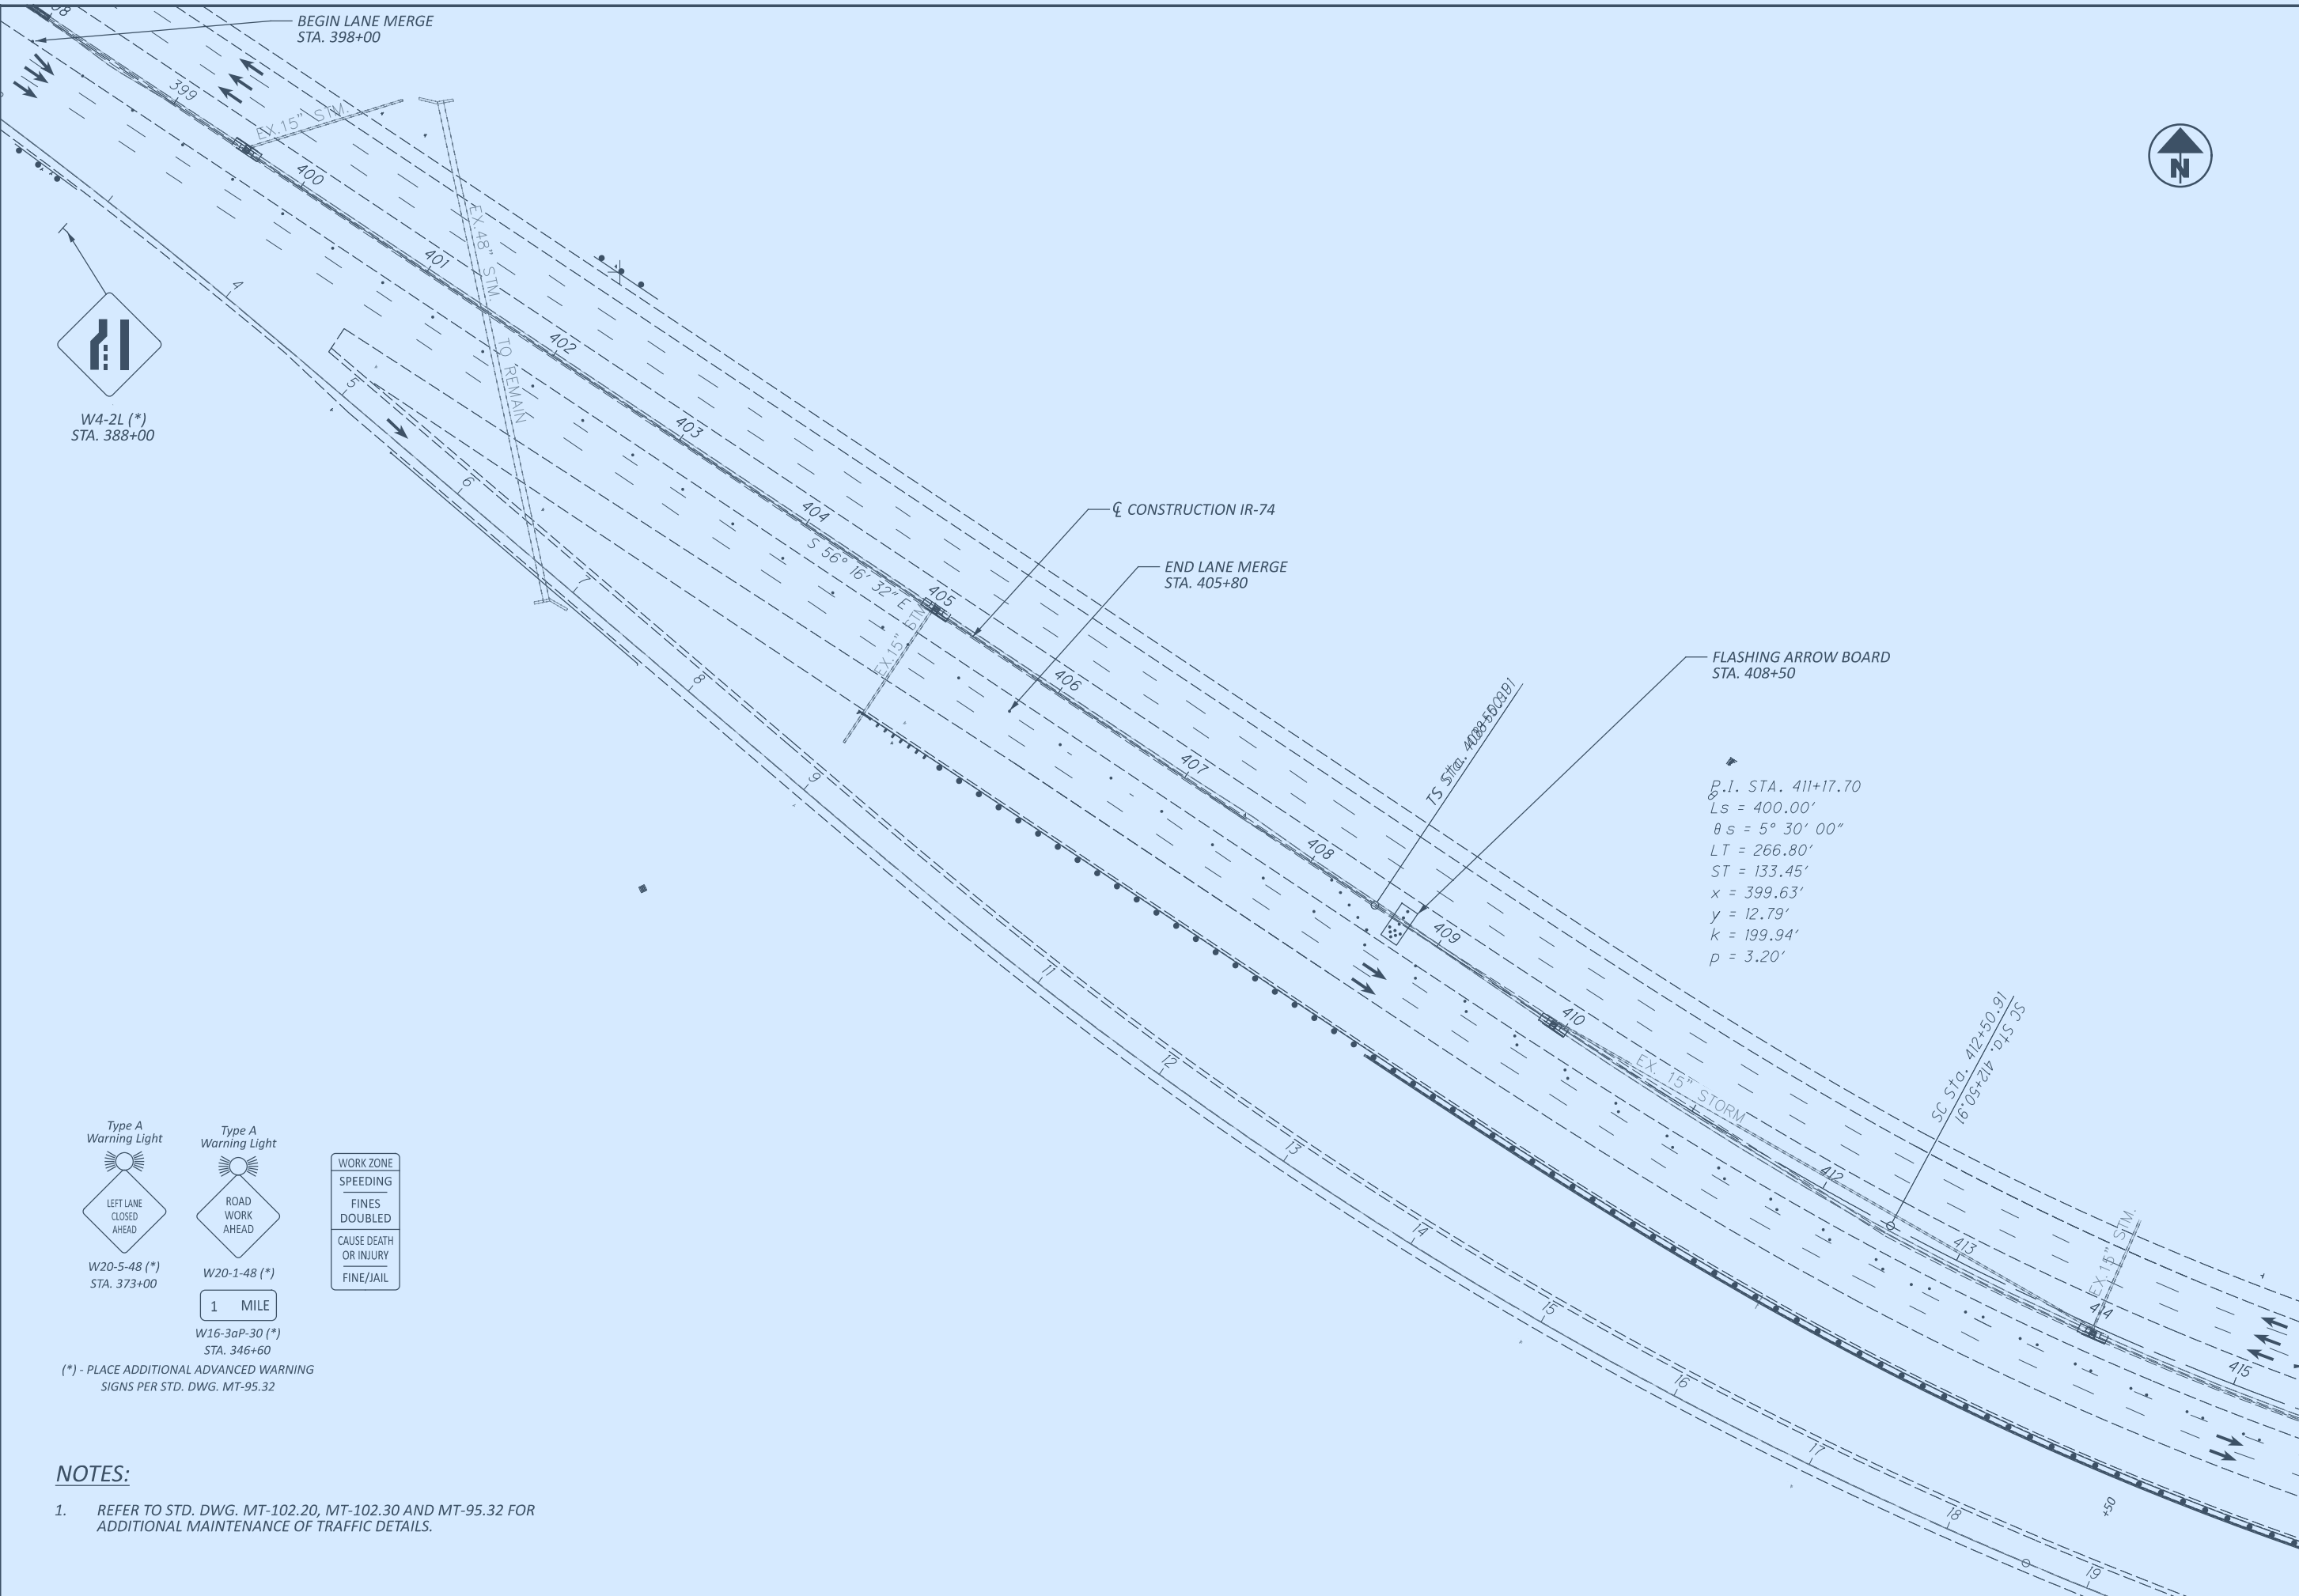 BEGIN LANE MERGE
STA. 398+00
399
EX.15" STM.
400
N
EX.48" STM. TO REMAIN
401
4
402
W4-2L (*)
STA. 388+00
5
403
6
404
℄ CONSTRUCTION IR-74
S 56° 16' 32" E
END LANE MERGE
STA. 405+80
7
405
EX.15" STM.
406
8
FLASHING ARROW BOARD
STA. 408+50
TS Sta.
407
9
P.I. STA. 411+17.70
Ls = 400.00'
θs = 5° 30' 00"
LT = 266.80'
ST = 133.45'
x = 399.63'
y = 12.79'
k = 199.94'
p = 3.20'
408
409
11
410
SC Sta. 412+50.91
SC Sta. 412+50.91
12
EX. 15" STORM
13
412
14
413
EX.15" STM.
414
15
415
16
17
+50
18
19
Type A
Warning Light
LEFT LANE
CLOSED
AHEAD
W20-5-48 (*)
STA. 373+00
Type A
Warning Light
ROAD
WORK
AHEAD
W20-1-48 (*)
1 MILE
W16-3aP-30 (*)
STA. 346+60
WORK ZONE
SPEEDING
FINES
DOUBLED
CAUSE DEATH
OR INJURY
FINE/JAIL
(*) - PLACE ADDITIONAL ADVANCED WARNING
SIGNS PER STD. DWG. MT-95.32
NOTES:
1. REFER TO STD. DWG. MT-102.20, MT-102.30 AND MT-95.32 FOR
ADDITIONAL MAINTENANCE OF TRAFFIC DETAILS.